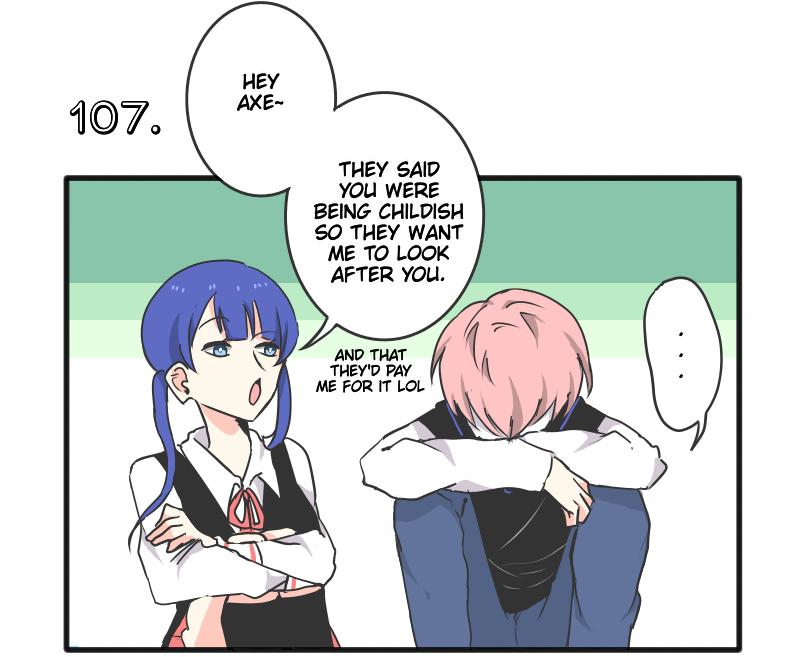 107.
HEY
AXE~
THEY SAID
YOU WERE
BEING CHILDISH
SO THEY WANT
ME TO LOOK
AFTER YOU.
AND THAT
THEY'D PAY
ME FOR IT LOL
...